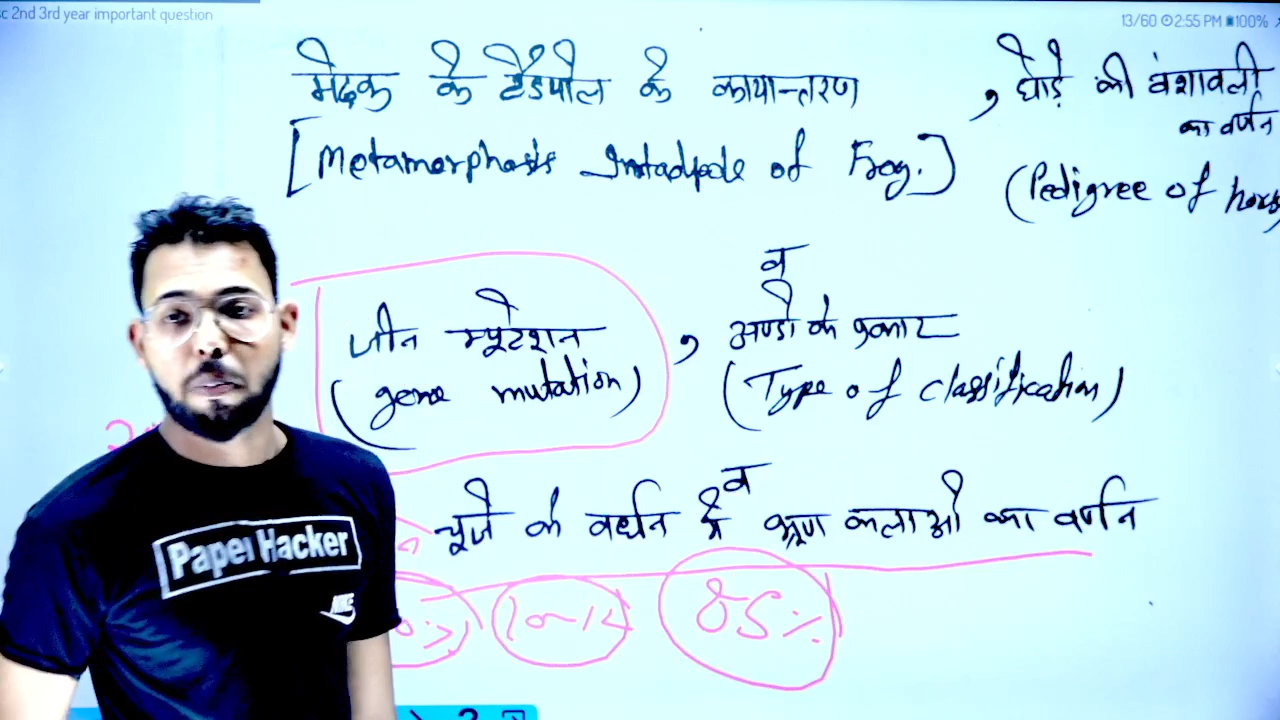 sc 2nd 3rd year important question
13/60 2:55 PM 100%
मेढक के टैडपोल के कायान्तरण , घोड़े की वंशावली
का वर्णन
[Metamorphosis Intadpole of Frog.] (Pedigree of hors
व
जीन म्यूटेशन , अण्डो के प्रकार
(gene mutation) (Type of classification)
व
चूजे के वर्धन में भ्रूण कलाओ का वर्णन
10-12 85%
Paper Hacker
NIKE